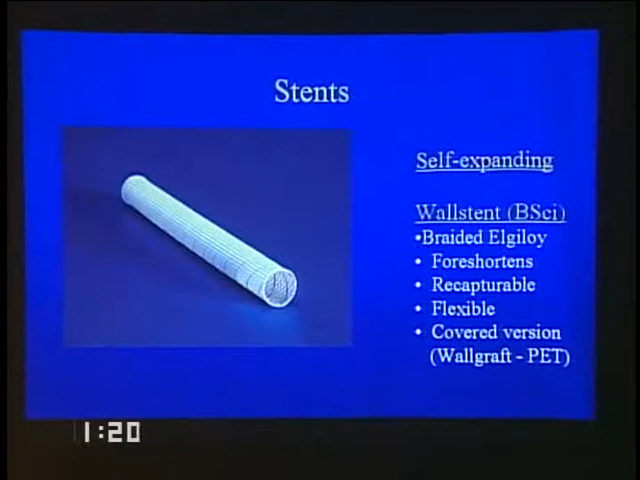 Stents
Self-expanding
Wallstent (BSci)
•Braided Elgiloy
• Foreshortens
• Recapturable
• Flexible
• Covered version
(Wallgraft - PET)
1:20